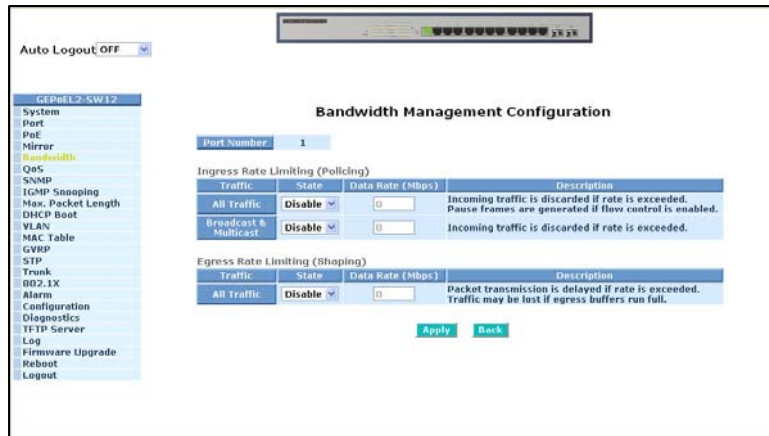 Auto Logout OFF
GEPoEL2-SW12
System
Port
PoE
Mirror
Bandwidth
QoS
SNMP
IGMP Snooping
Max. Packet Length
DHCP Boot
VLAN
MAC Table
GVRP
STP
Trunk
802.1X
Alarm
Configuration
Diagnostics
TFTP Server
Log
Firmware Upgrade
Reboot
Logout
Bandwidth Management Configuration
Port Number 1
Ingress Rate Limiting (Policing)
Traffic State Data Rate (Mbps) Description
All Traffic Disable 0 Incoming traffic is discarded if rate is exceeded.
Pause frames are generated if flow control is enabled.
Broadcast &
Multicast Disable 0 Incoming traffic is discarded if rate is exceeded.
Egress Rate Limiting (Shaping)
Traffic State Data Rate (Mbps) Description
All Traffic Disable 0 Packet transmission is delayed if rate is exceeded.
Traffic may be lost if egress buffers run full.
Apply Back